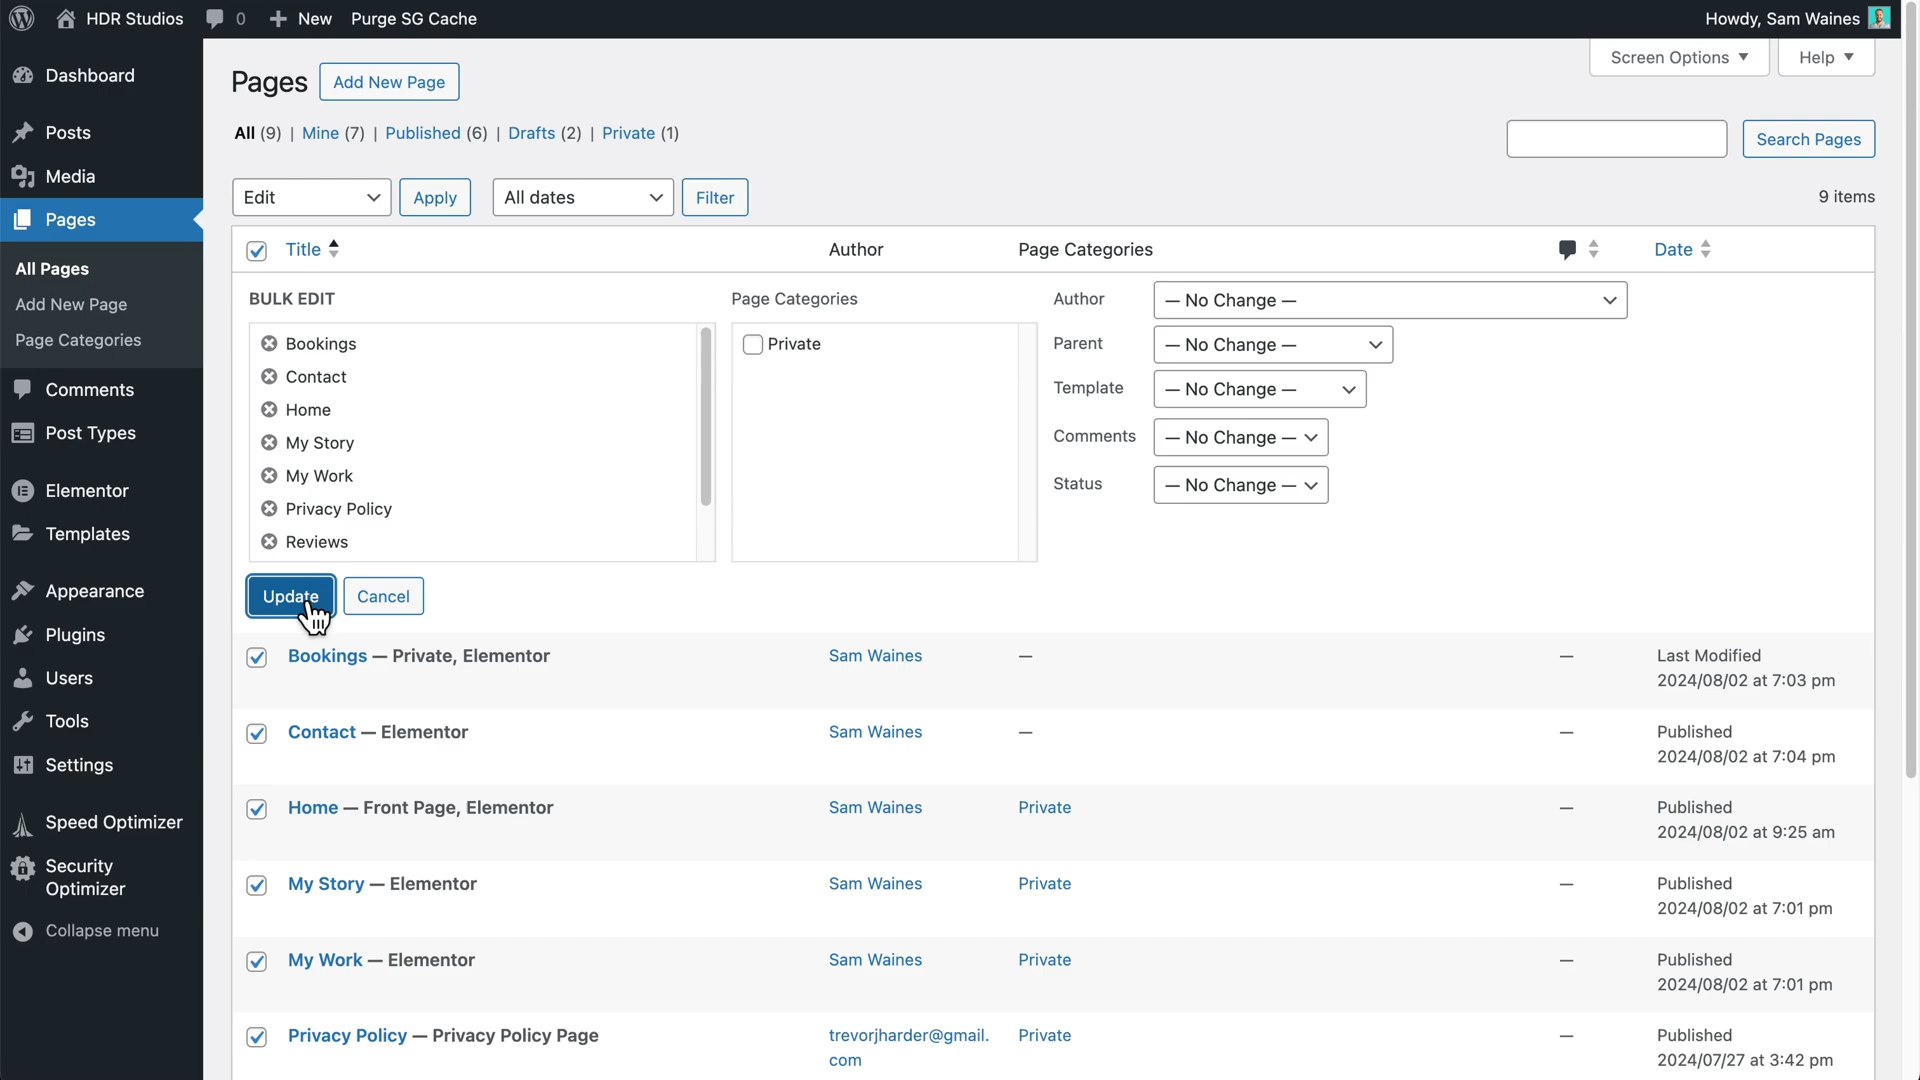 HDR Studios 0 New Purge SG Cache Howdy, Sam Waines
Dashboard
Posts
Media
Pages
All Pages
Add New Page
Page Categories
Comments
Post Types
Elementor
Templates
Appearance
Plugins
Users
Tools
Settings
Speed Optimizer
Security
Optimizer
Collapse menu
Screen Options Help
Pages Add New Page
All (9) | Mine (7) | Published (6) | Drafts (2) | Private (1)
Search Pages
Edit Apply All dates Filter 9 items
Title Author Page Categories Date
BULK EDIT
Bookings
Contact
Home
My Story
My Work
Privacy Policy
Reviews
Page Categories
Private
Author — No Change —
Parent — No Change —
Template — No Change —
Comments — No Change —
Status — No Change —
Update Cancel
Bookings — Private, Elementor Sam Waines — — Last Modified
2024/08/02 at 7:03 pm
Contact — Elementor Sam Waines — — Published
2024/08/02 at 7:04 pm
Home — Front Page, Elementor Sam Waines Private — Published
2024/08/02 at 9:25 am
My Story — Elementor Sam Waines Private — Published
2024/08/02 at 7:01 pm
My Work — Elementor Sam Waines Private — Published
2024/08/02 at 7:01 pm
Privacy Policy — Privacy Policy Page trevorjharder@gmail. Private — Published
com 2024/07/27 at 3:42 pm